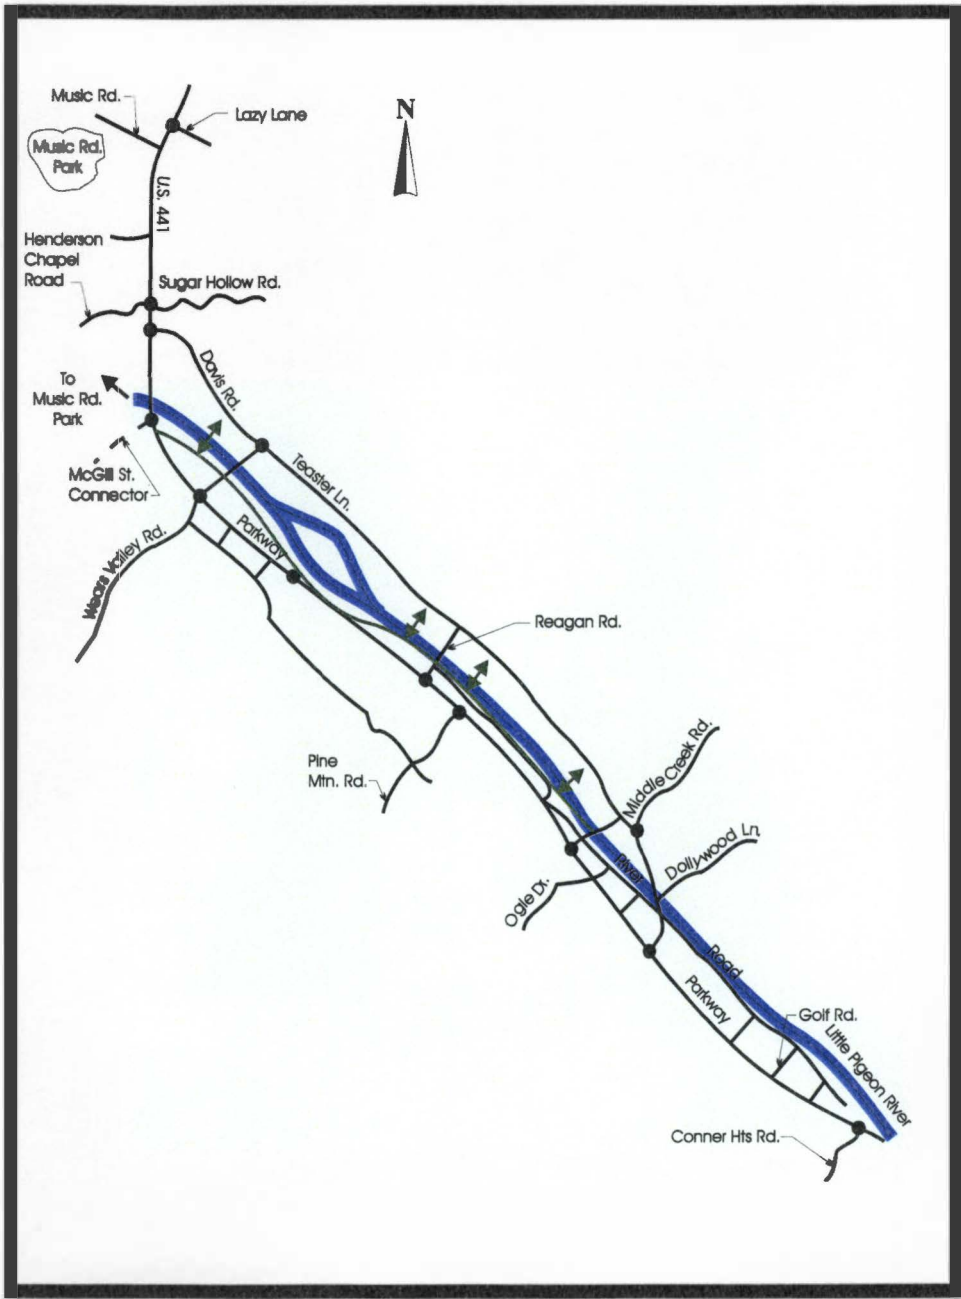 Music Rd.
Lazy Lane
N
Music Rd.
Park
U.S. 441
Henderson
Chapel
Road
Sugar Hollow Rd.
Davis Rd.
To
Music Rd.
Park
McGill St.
Connector
Teaster Ln.
Parkway
Wears Valley Rd.
Reagan Rd.
Pine
Mtn. Rd.
Middle Creek Rd.
Dollywood Ln.
River
Ogle Dr.
Road
Parkway
Golf Rd.
Little Pigeon River
Conner Hts Rd.